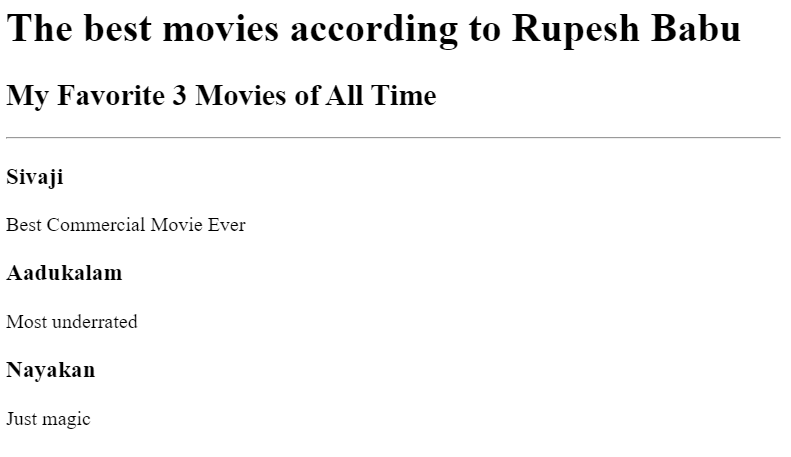 The best movies according to Rupesh Babu
My Favorite 3 Movies of All Time
Sivaji
Best Commercial Movie Ever
Aadukalam
Most underrated
Nayakan
Just magic